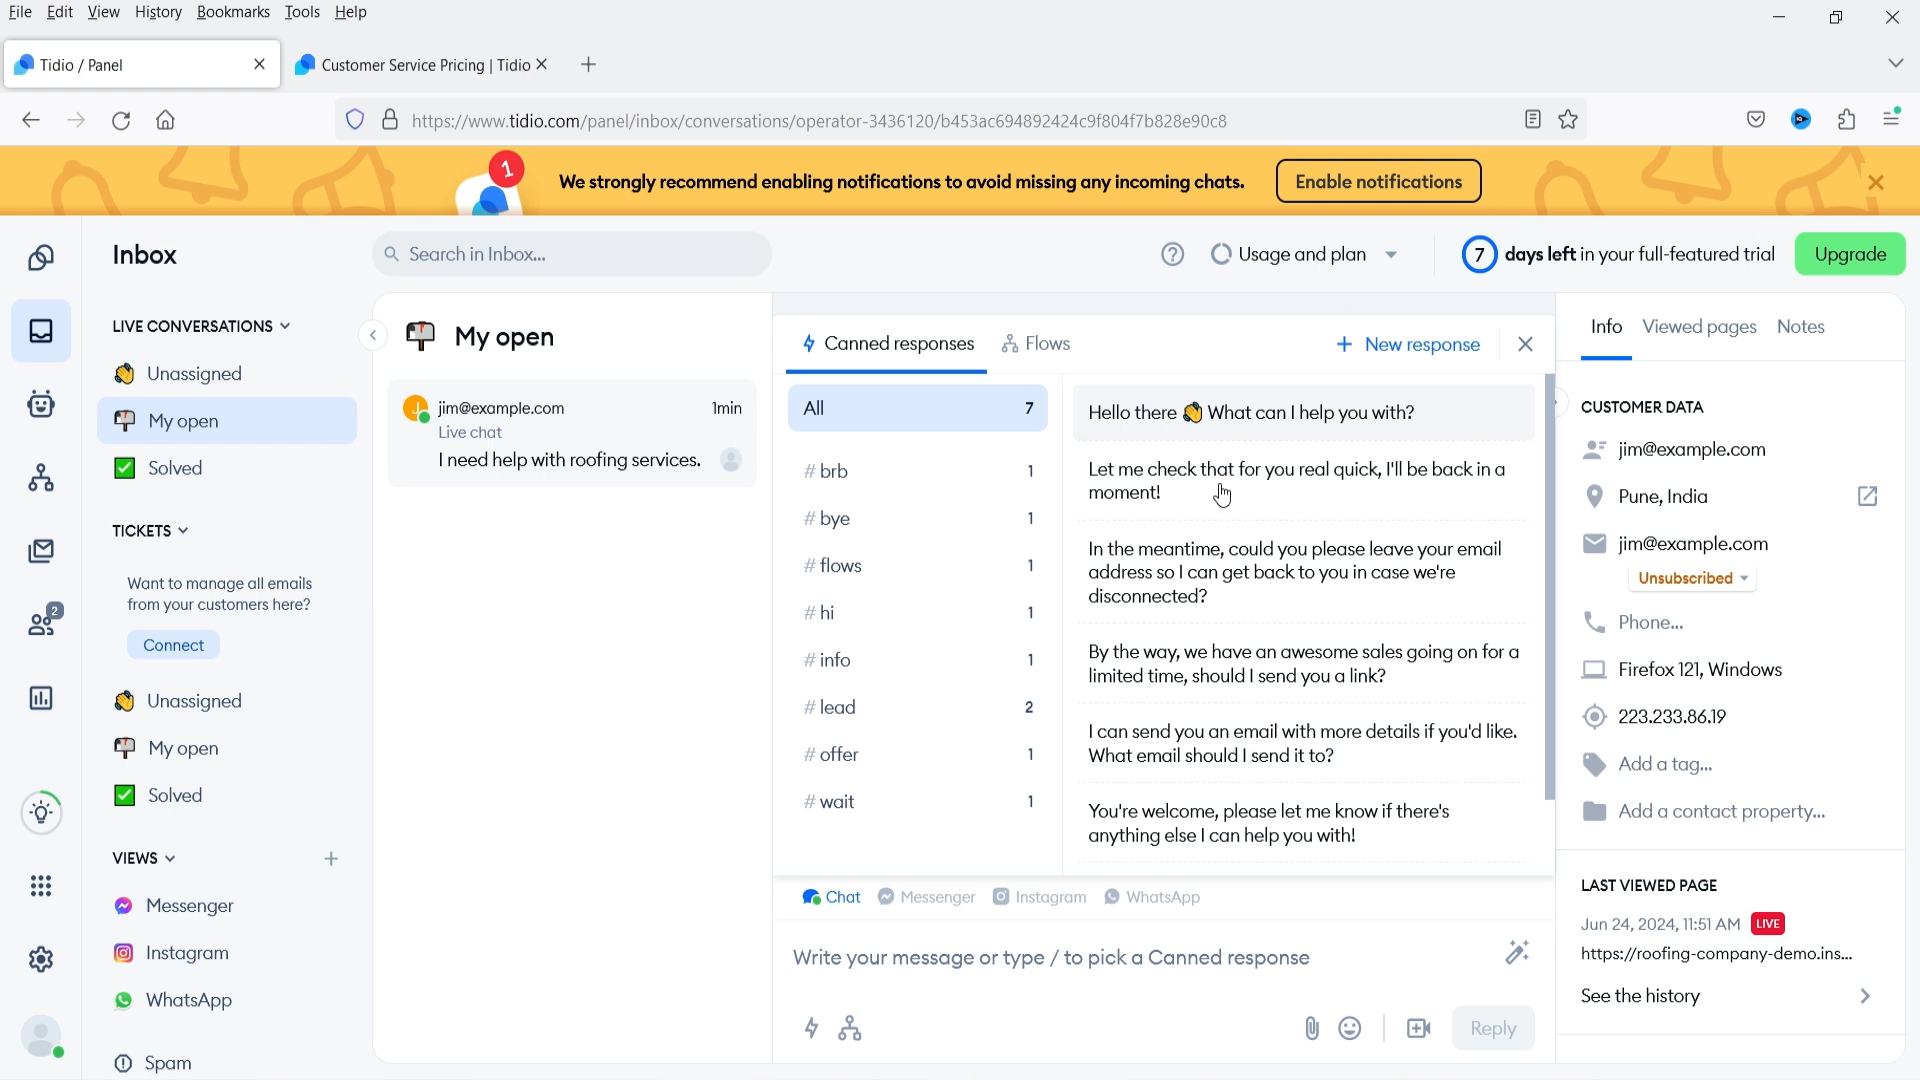 File Edit View History Bookmarks Tools Help
Tidio / Panel
Customer Service Pricing | Tidio
https://www.tidio.com/panel/inbox/conversations/operator-3436120/b453ac694892424c9f804f7b828e90c8
1
We strongly recommend enabling notifications to avoid missing any incoming chats.
Enable notifications
Inbox
Search in Inbox...
Usage and plan
7 days left in your full-featured trial
Upgrade
LIVE CONVERSATIONS
Unassigned
My open
Solved
TICKETS
Want to manage all emails
from your customers here?
Connect
2
Unassigned
My open
Solved
VIEWS
Messenger
Instagram
WhatsApp
Spam
My open
J
jim@example.com 1min
Live chat
I need help with roofing services.
Canned responses
Flows
+ New response
All 7
# brb 1
# bye 1
# flows 1
# hi 1
# info 1
# lead 2
# offer 1
# wait 1
Hello there 👋 What can I help you with?
Let me check that for you real quick, I'll be back in a
moment!
In the meantime, could you please leave your email
address so I can get back to you in case we're
disconnected?
By the way, we have an awesome sales going on for a
limited time, should I send you a link?
I can send you an email with more details if you'd like.
What email should I send it to?
You're welcome, please let me know if there's
anything else I can help you with!
Chat Messenger Instagram WhatsApp
Write your message or type / to pick a Canned response
Reply
Info Viewed pages Notes
CUSTOMER DATA
jim@example.com
Pune, India
jim@example.com
Unsubscribed
Phone...
Firefox 121, Windows
223.233.86.19
Add a tag...
Add a contact property...
LAST VIEWED PAGE
Jun 24, 2024, 11:51 AM LIVE
https://roofing-company-demo.ins...
See the history